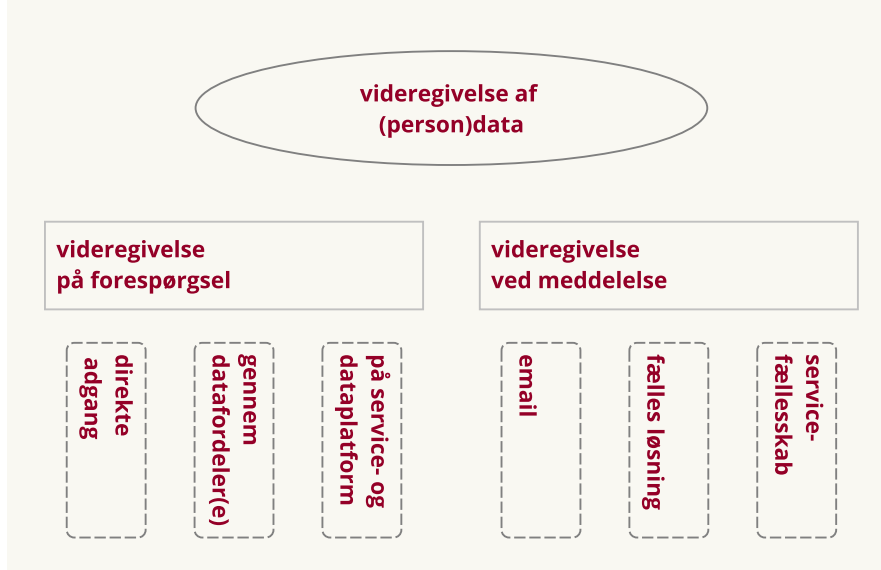 videregivelse af
(person)data
videregivelse
på forespørgsel
videregivelse
ved meddelelse
direkte
adgang
gennem
datafordeler(e)
på service- og
dataplatform
email
fælles løsning
service-
fællesskab